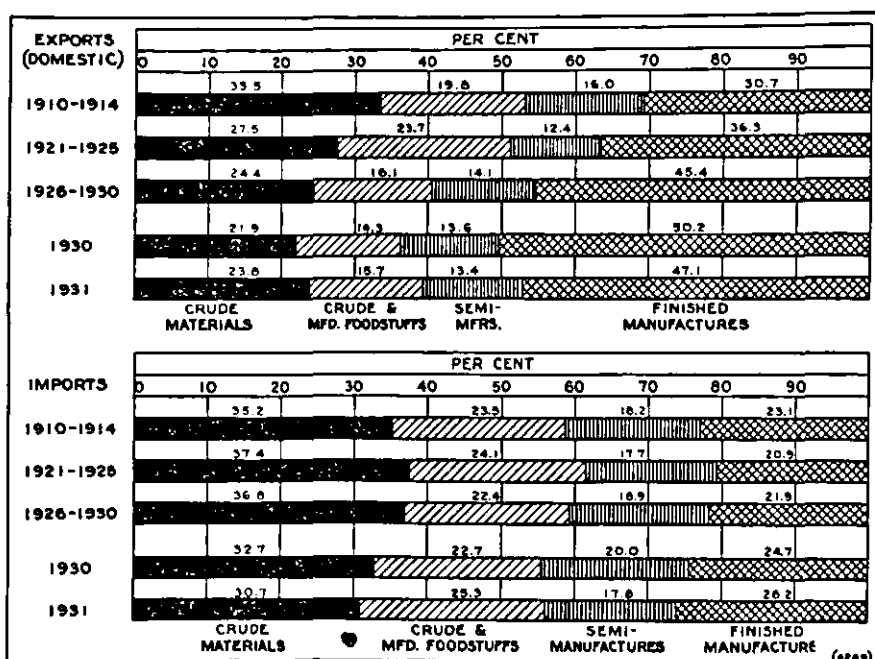 EXPORTS (DOMESTIC)
PER CENT
0 10 20 30 40 50 60 70 80 90
33.5 19.8 16.0 30.7
1910-1914
27.5 23.7 12.4 36.3
1921-1925
24.4 16.1 14.1 45.4
1926-1930
21.9 14.3 13.6 50.2
1930
23.8 15.7 13.4 47.1
1931
CRUDE MATERIALS
CRUDE & MFD. FOODSTUFFS
SEMI-MFRS.
FINISHED MANUFACTURES
PER CENT
IMPORTS
0 10 20 30 40 50 60 70 80 90
35.2 23.5 18.2 23.1
1910-1914
37.4 24.1 17.7 20.9
1921-1925
36.8 22.4 18.9 21.9
1926-1930
32.7 22.7 20.0 24.7
1930
30.7 25.3 17.8 26.2
1931
CRUDE MATERIALS
CRUDE & MFD. FOODSTUFFS
SEMI-MANUFACTURES
FINISHED MANUFACTURE